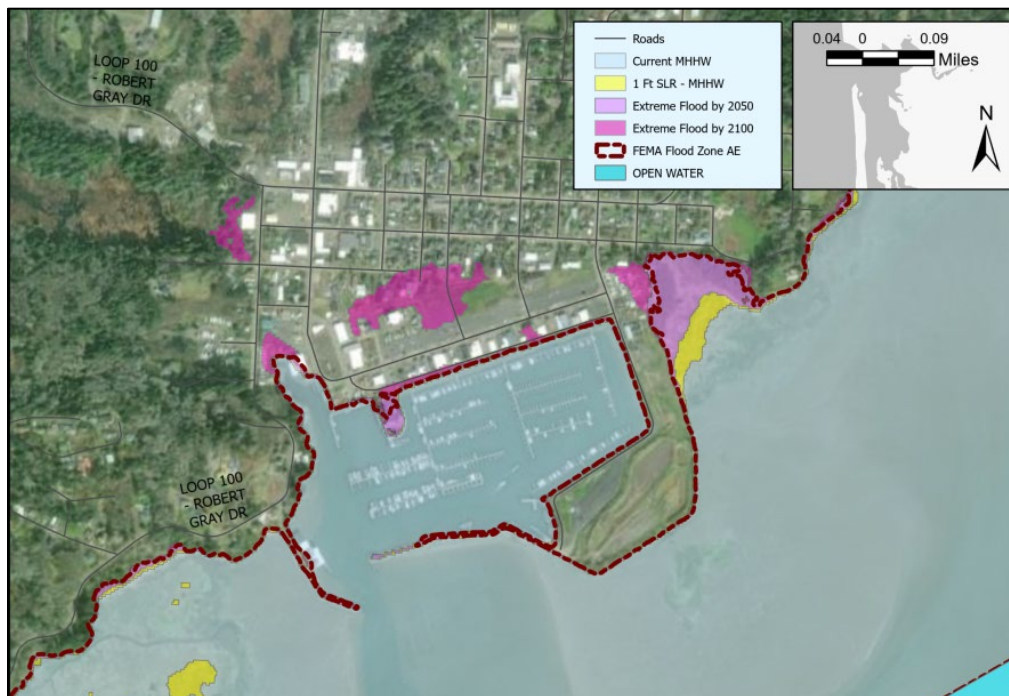 LOOP 100
- ROBERT
GRAY DR
Roads
Current MHHW
1 Ft SLR - MHHW
Extreme Flood by 2050
Extreme Flood by 2100
FEMA Flood Zone AE
OPEN WATER
0.04 0 0.09
Miles
N
LOOP 100
- ROBERT
GRAY DR